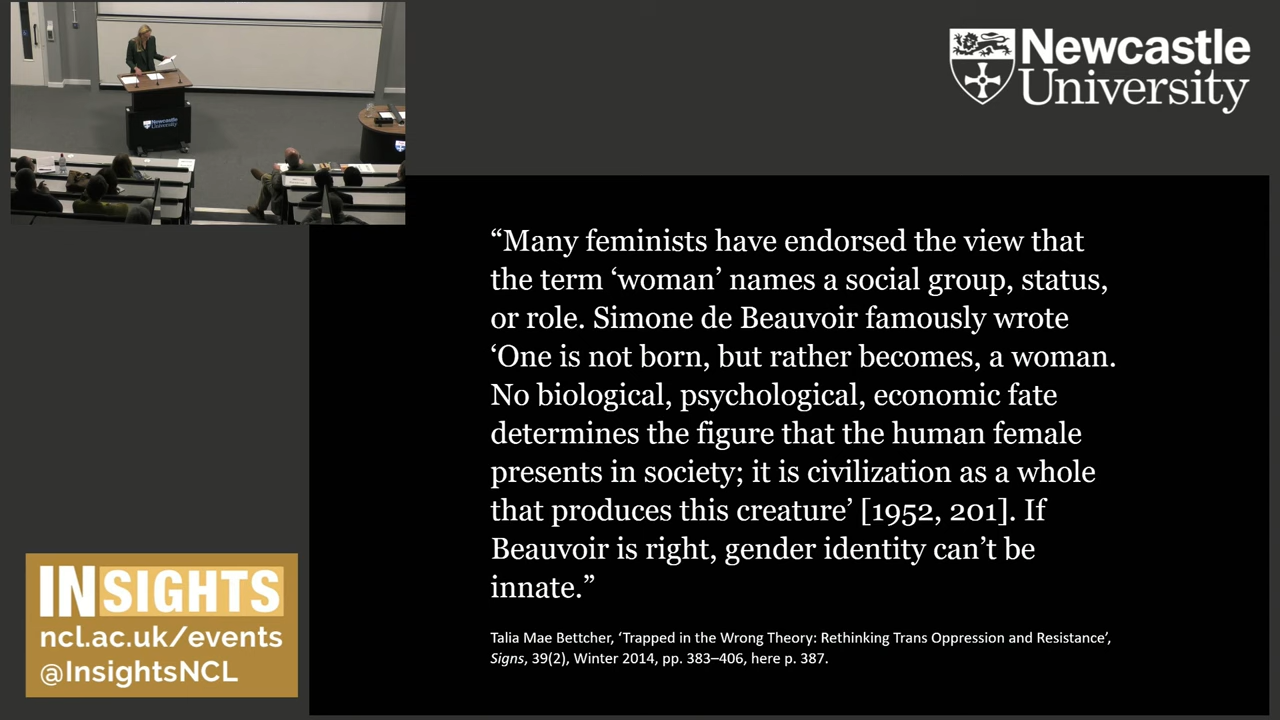 Newcastle
University
Newcastle
University
“Many feminists have endorsed the view that
the term ‘woman’ names a social group, status,
or role. Simone de Beauvoir famously wrote
‘One is not born, but rather becomes, a woman.
No biological, psychological, economic fate
determines the figure that the human female
presents in society; it is civilization as a whole
that produces this creature’ [1952, 201]. If
Beauvoir is right, gender identity can’t be
innate.”
Talia Mae Bettcher, ‘Trapped in the Wrong Theory: Rethinking Trans Oppression and Resistance’,
Signs, 39(2), Winter 2014, pp. 383–406, here p. 387.
INSIGHTS
ncl.ac.uk/events
@InsightsNCL